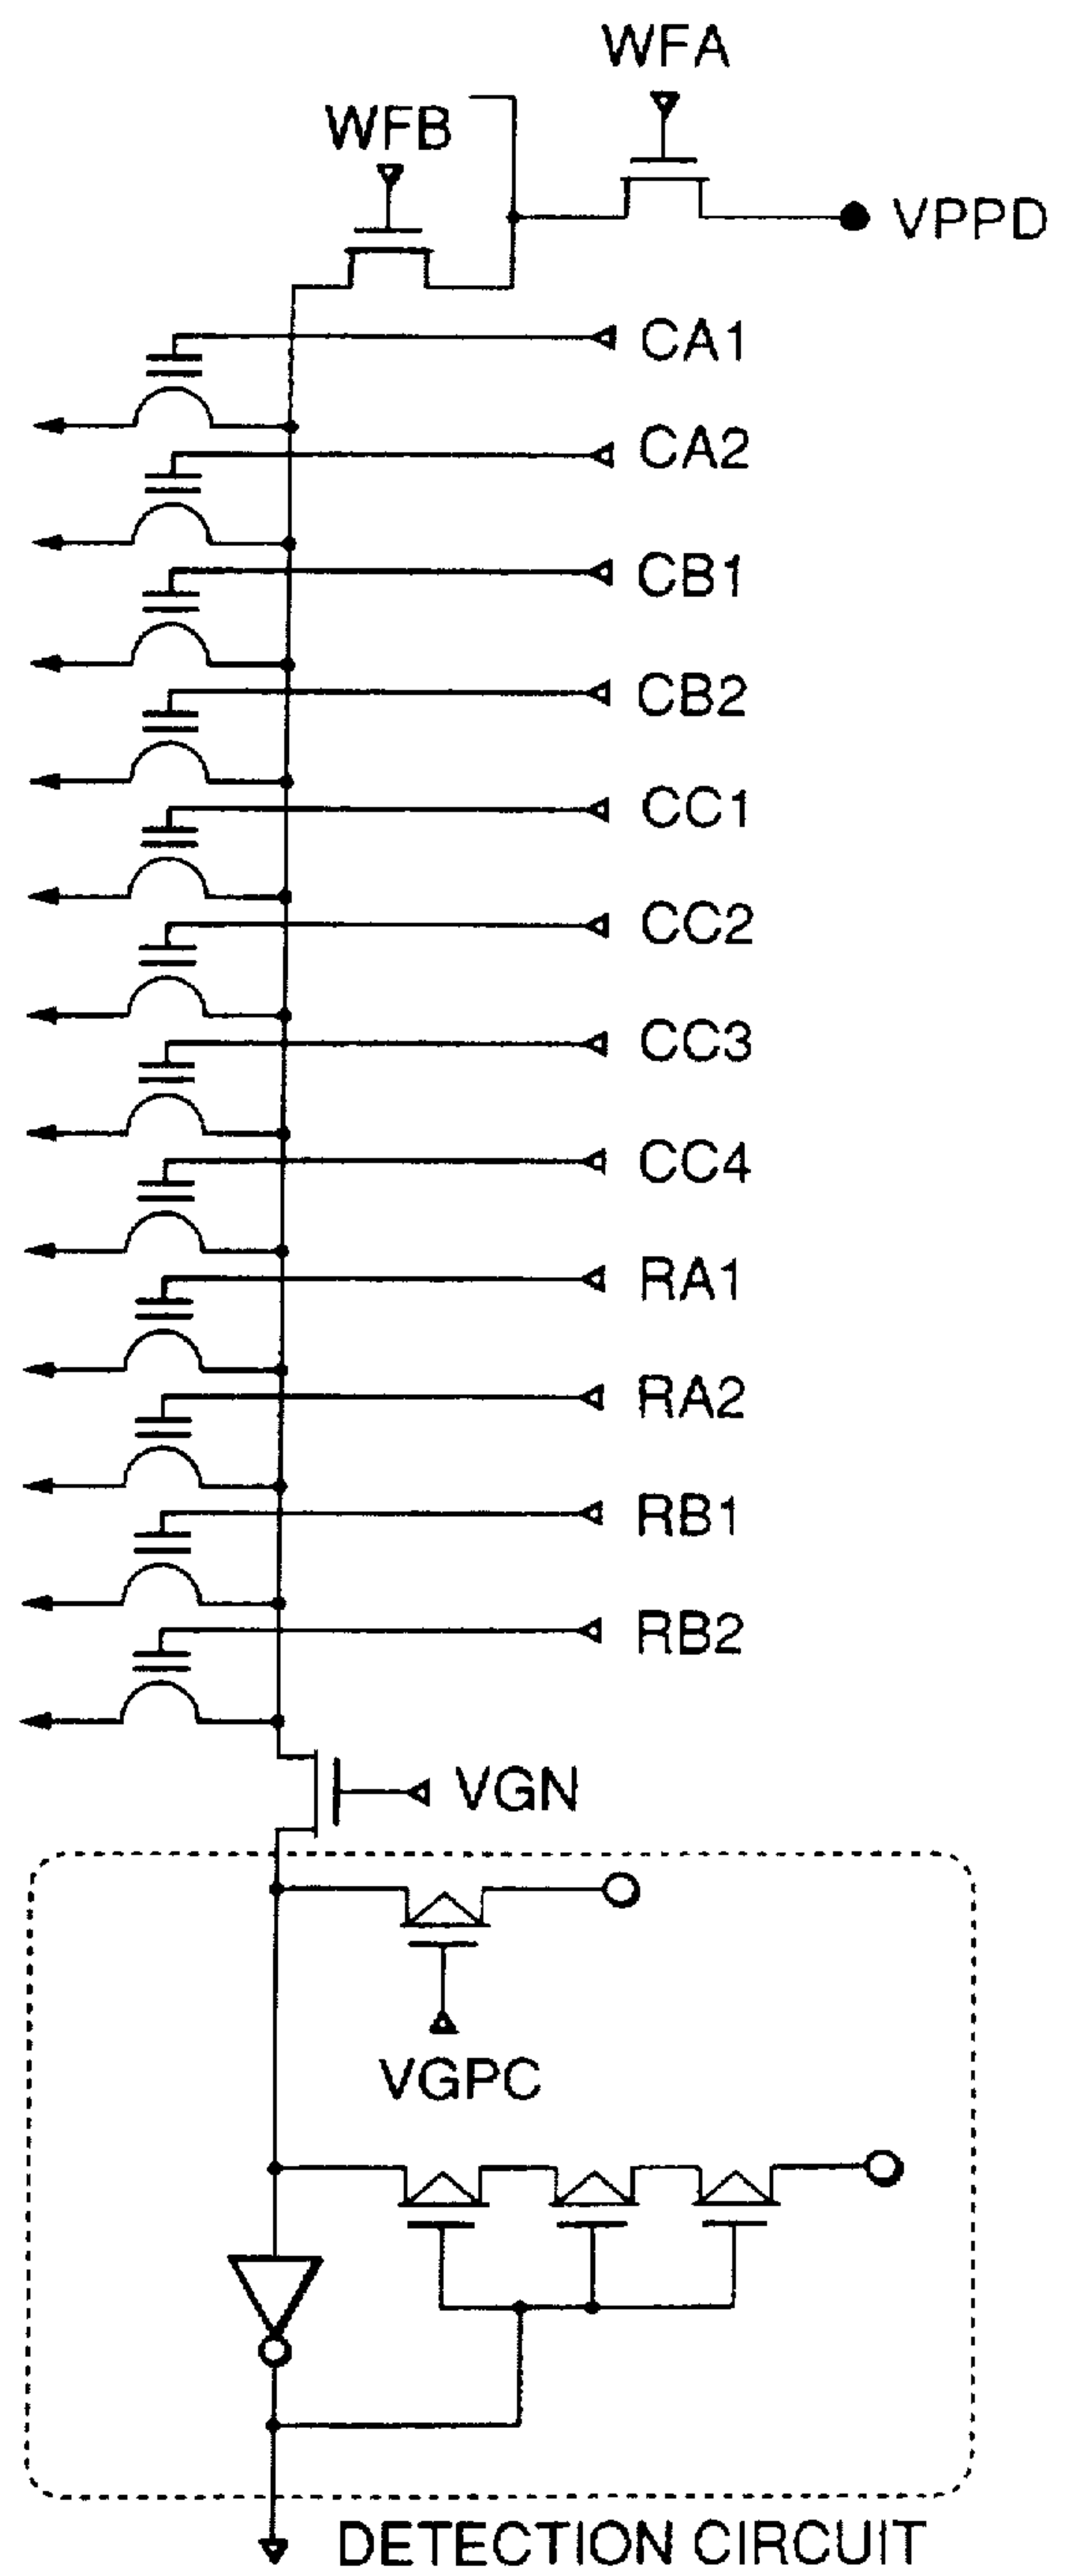 WFA
WFB
VPPD
CA1
CA2
CB1
CB2
CC1
CC2
CC3
CC4
RA1
RA2
RB1
RB2
VGN
VGPC
DETECTION CIRCUIT